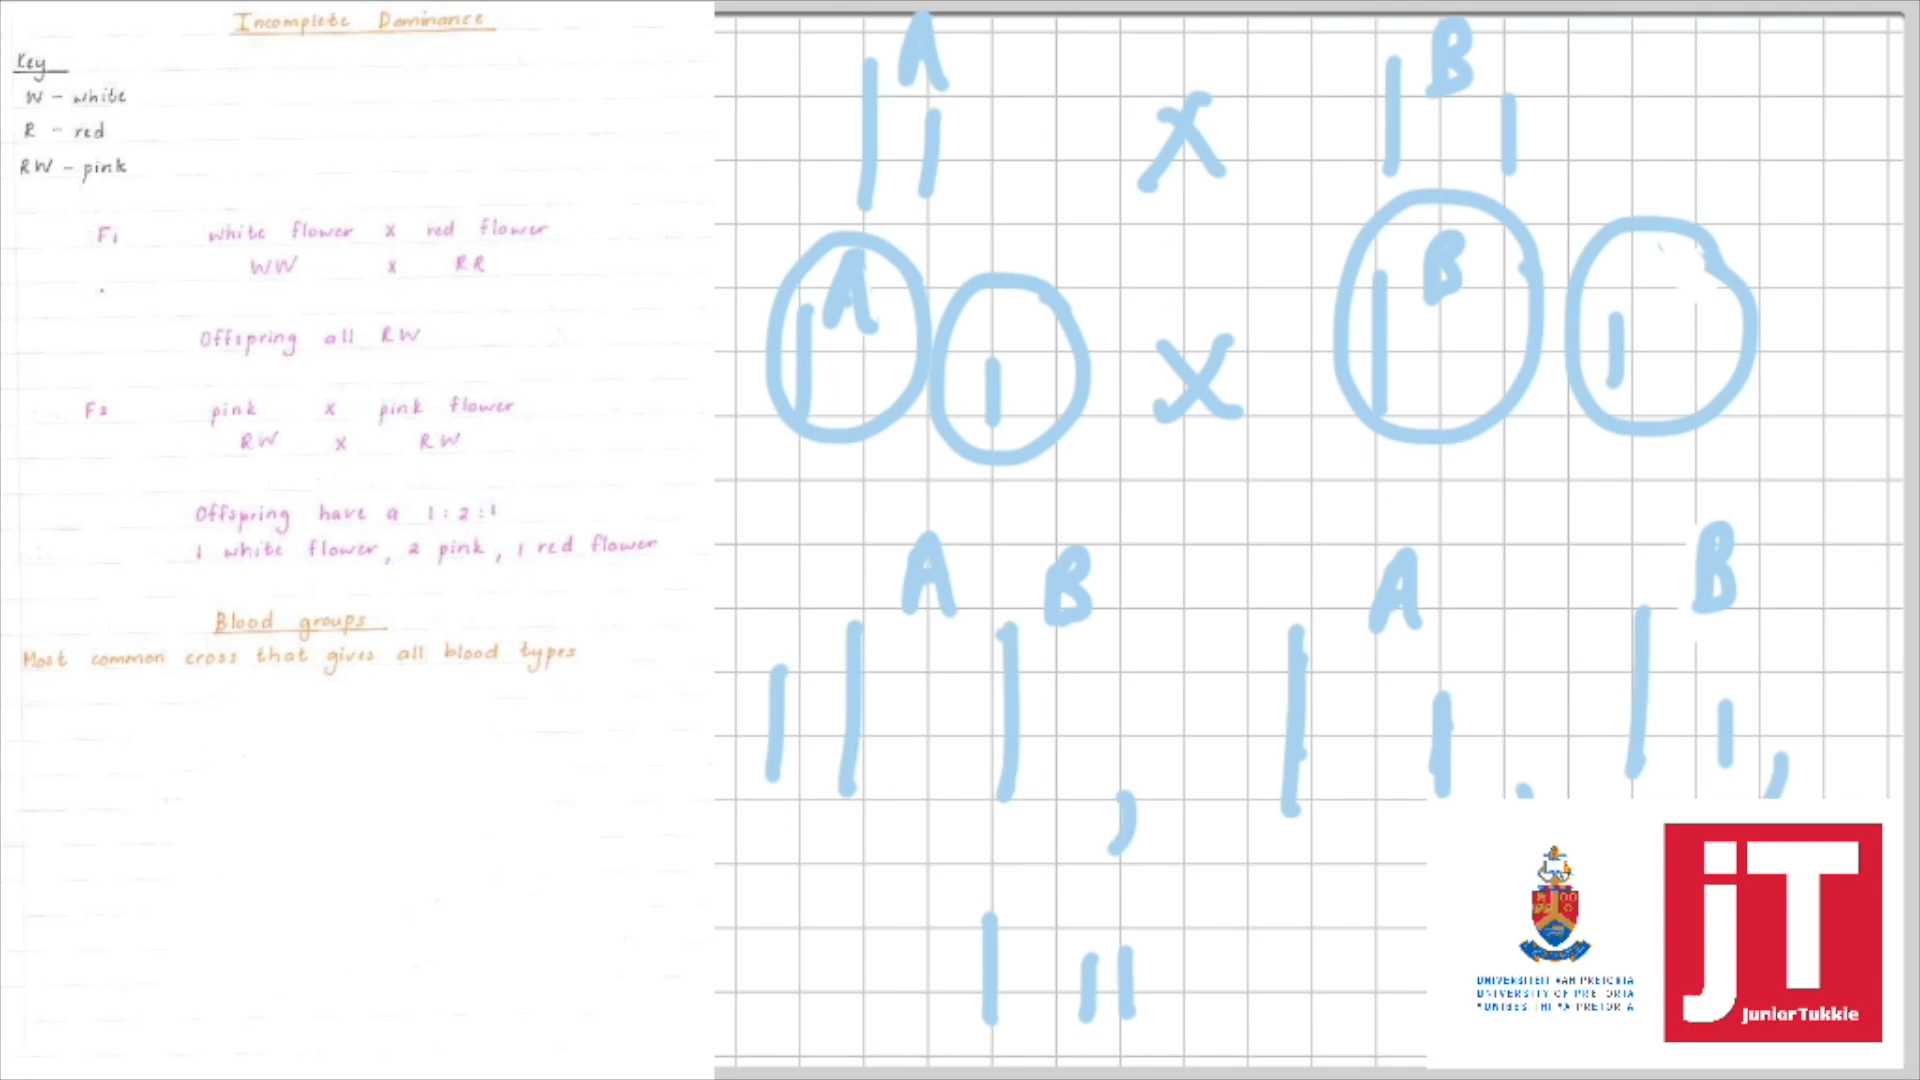 Incomplete Dominance
Key
W - white
R - red
RW - pink
F1 white flower x red flower
WW x RR
Offspring all RW
F2 pink x pink flower
RW x RW
Offspring have a 1:2:1
1 white flower, 2 pink, 1 red flower
Blood groups
Most common cross that gives all blood types
I A i X I B i
I A i X I B i
1 I A I B , I A i , I B i ,
1 ii
UNIVERSITEIT VAN PRETORIA
UNIVERSITY OF PRETORIA
YUNIBESITHI YA PRETORIA
jT
JuniorTukkie